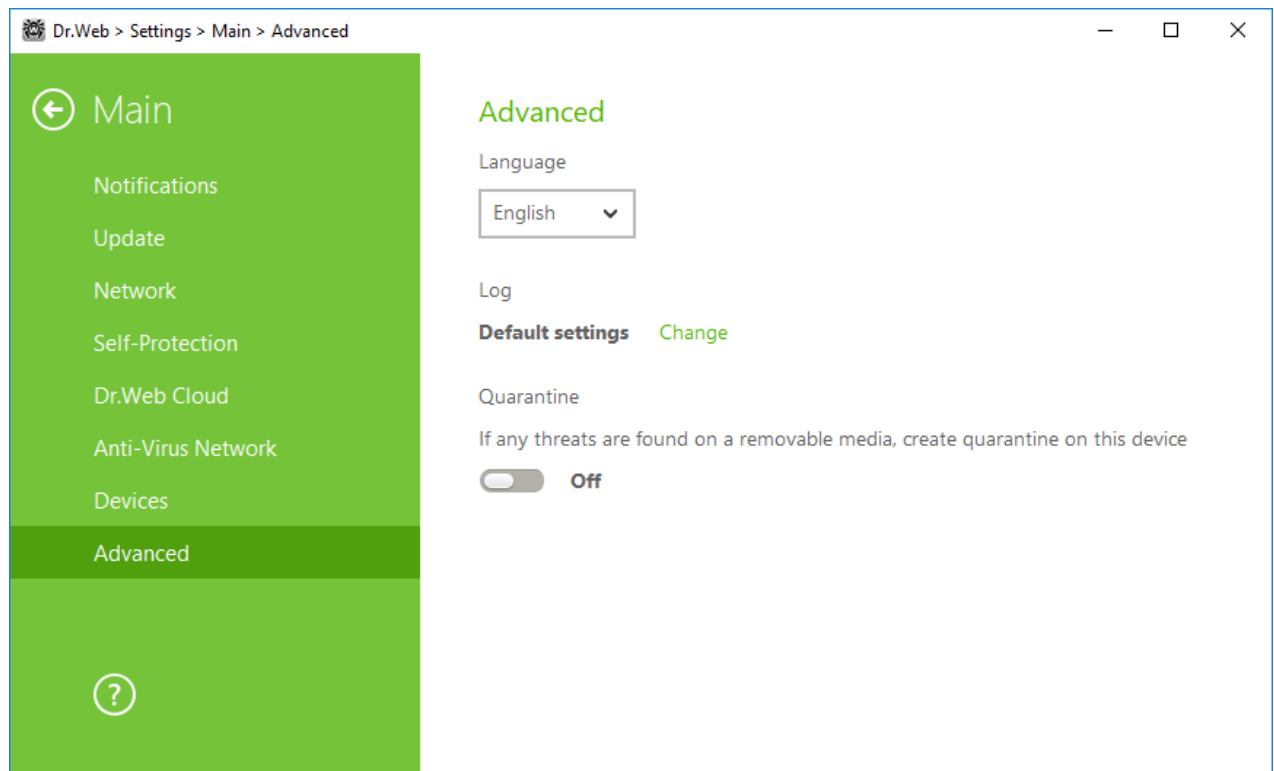 Dr.Web > Settings > Main > Advanced
Main
Notifications
Update
Network
Self-Protection
Dr.Web Cloud
Anti-Virus Network
Devices
Advanced
?
Advanced
Language
English
Log
Default settings Change
Quarantine
If any threats are found on a removable media, create quarantine on this device
Off